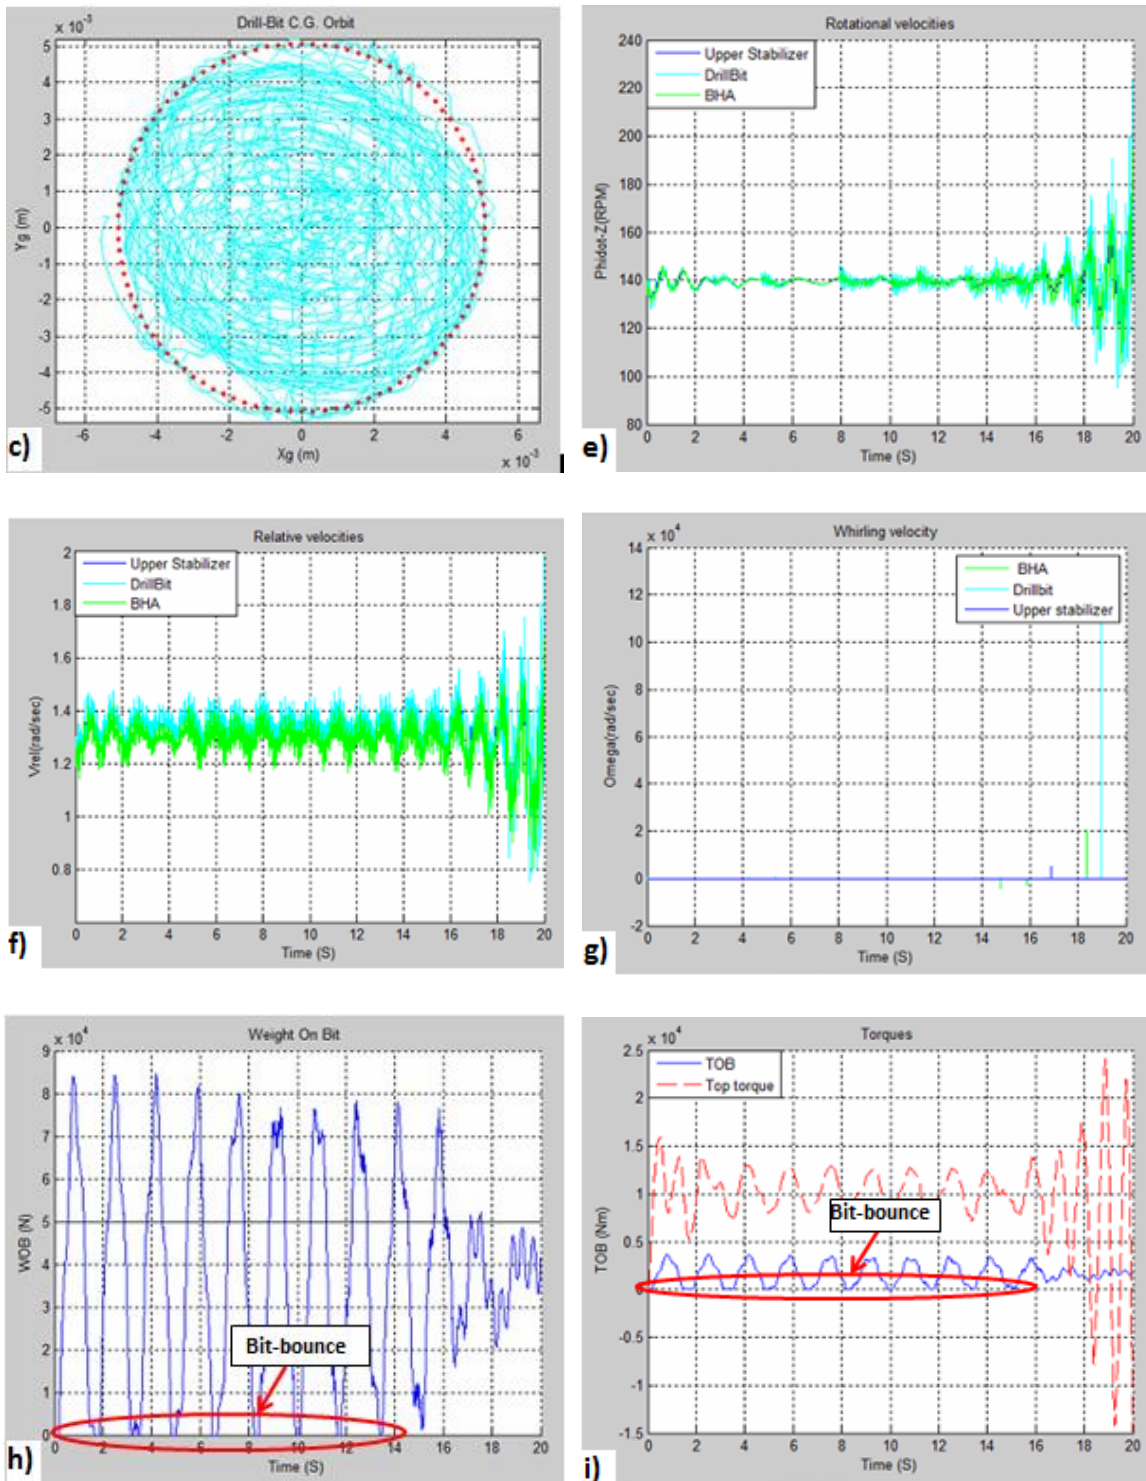 Drill-Bit C.G. Orbit
x 10⁻³
5
4
3
2
1
0
-1
-2
-3
-4
-5
Yg (m)
-6
-4
-2
0
2
4
6
Xg (m)
x 10⁻³
c)
Rotational velocities
Upper Stabilizer
DrillBit
BHA
240
220
200
180
160
140
120
100
80
Phidot-Z(RPM)
0 2 4 6 8 10 12 14 16 18 20
Time (S)
e)
Relative velocities
Upper Stabilizer
DrillBit
BHA
2
1.8
1.6
1.4
1.2
1
0.8
Vrel(rad/sec)
0 2 4 6 8 10 12 14 16 18 20
Time (S)
f)
Whirling velocity
x 10⁴
BHA
Drillbit
Upper stabilizer
14
12
10
8
6
4
2
0
-2
Omega(rad/sec)
0 2 4 6 8 10 12 14 16 18 20
Time (S)
g)
Weight On Bit
x 10⁴
9
8
7
6
5
4
3
2
1
0
WOB (N)
Bit-bounce
0 2 4 6 8 10 12 14 16 18 20
Time (S)
h)
Torques
x 10⁴
TOB
Top torque
2.5
2
1.5
1
0.5
0
-0.5
-1
-1.5
TOB (Nm)
Bit-bounce
0 2 4 6 8 10 12 14 16 18 20
Time (S)
i)